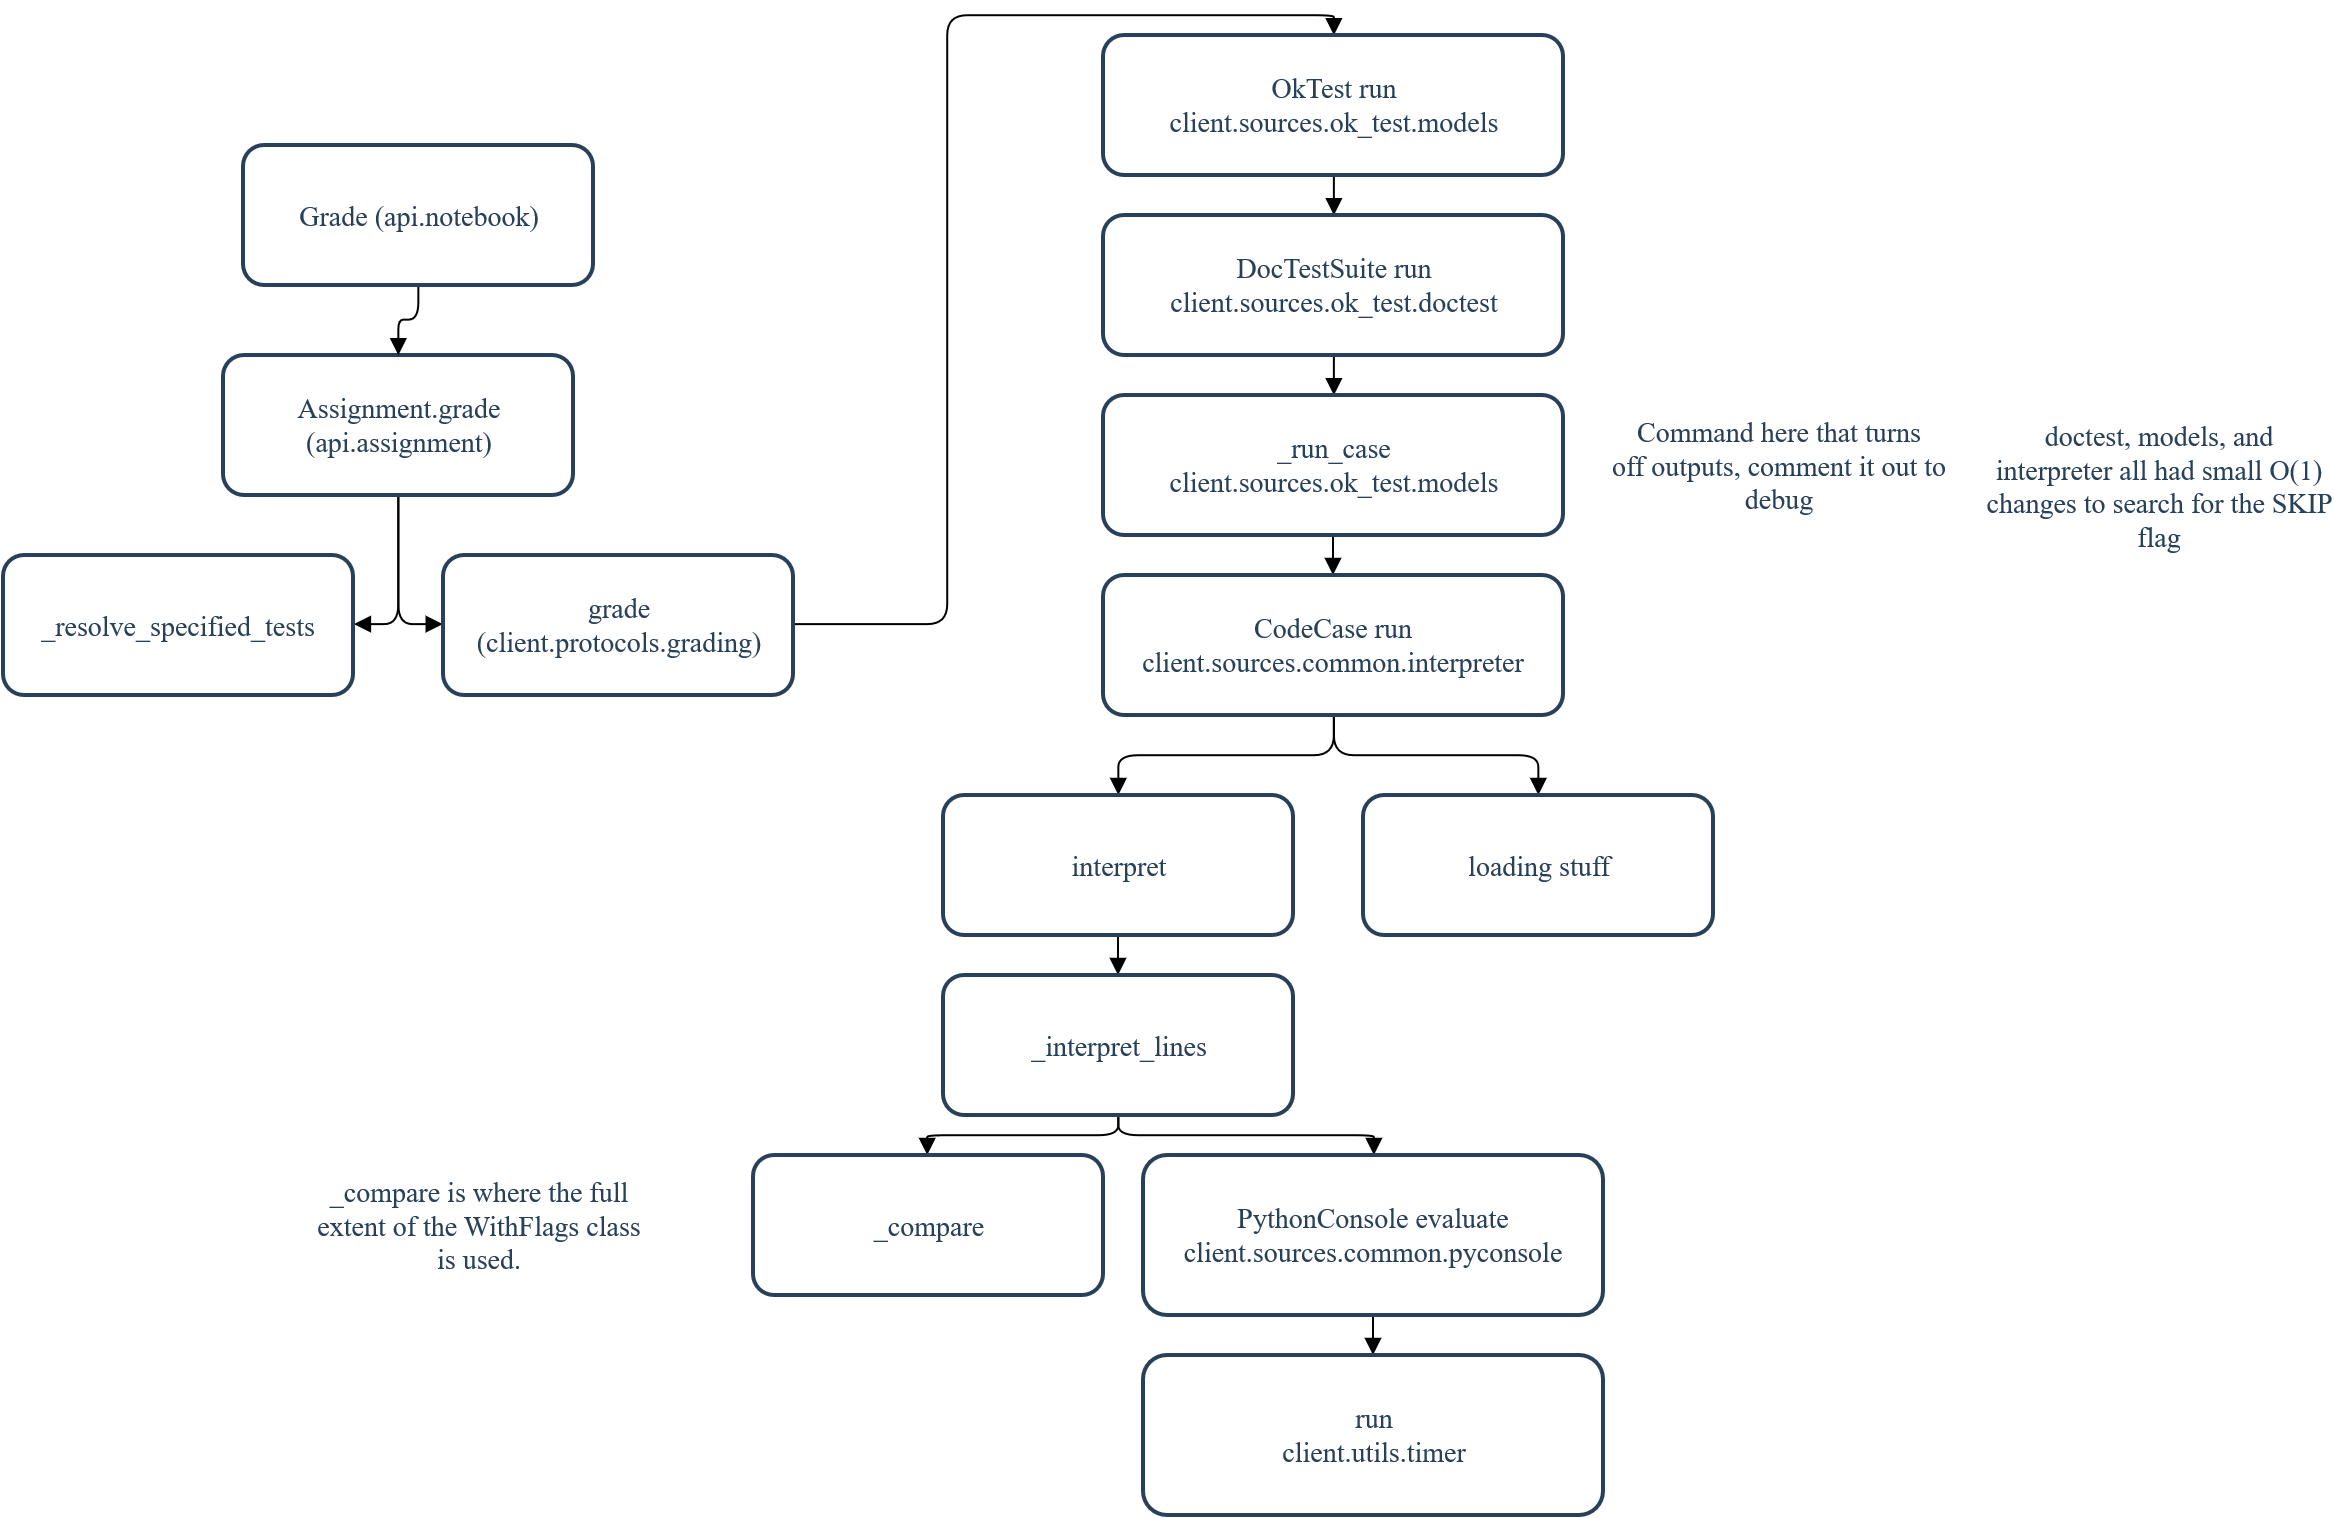 Grade (api.notebook)
Assignment.grade
(api.assignment)
_resolve_specified_tests
grade
(client.protocols.grading)
OkTest run
client.sources.ok_test.models
DocTestSuite run
client.sources.ok_test.doctest
_run_case
client.sources.ok_test.models
Command here that turns
off outputs, comment it out to
debug
doctest, models, and
interpreter all had small O(1)
changes to search for the SKIP
flag
CodeCase run
client.sources.common.interpreter
interpret
loading stuff
_interpret_lines
_compare is where the full
extent of the WithFlags class
is used.
_compare
PythonConsole evaluate
client.sources.common.pyconsole
run
client.utils.timer